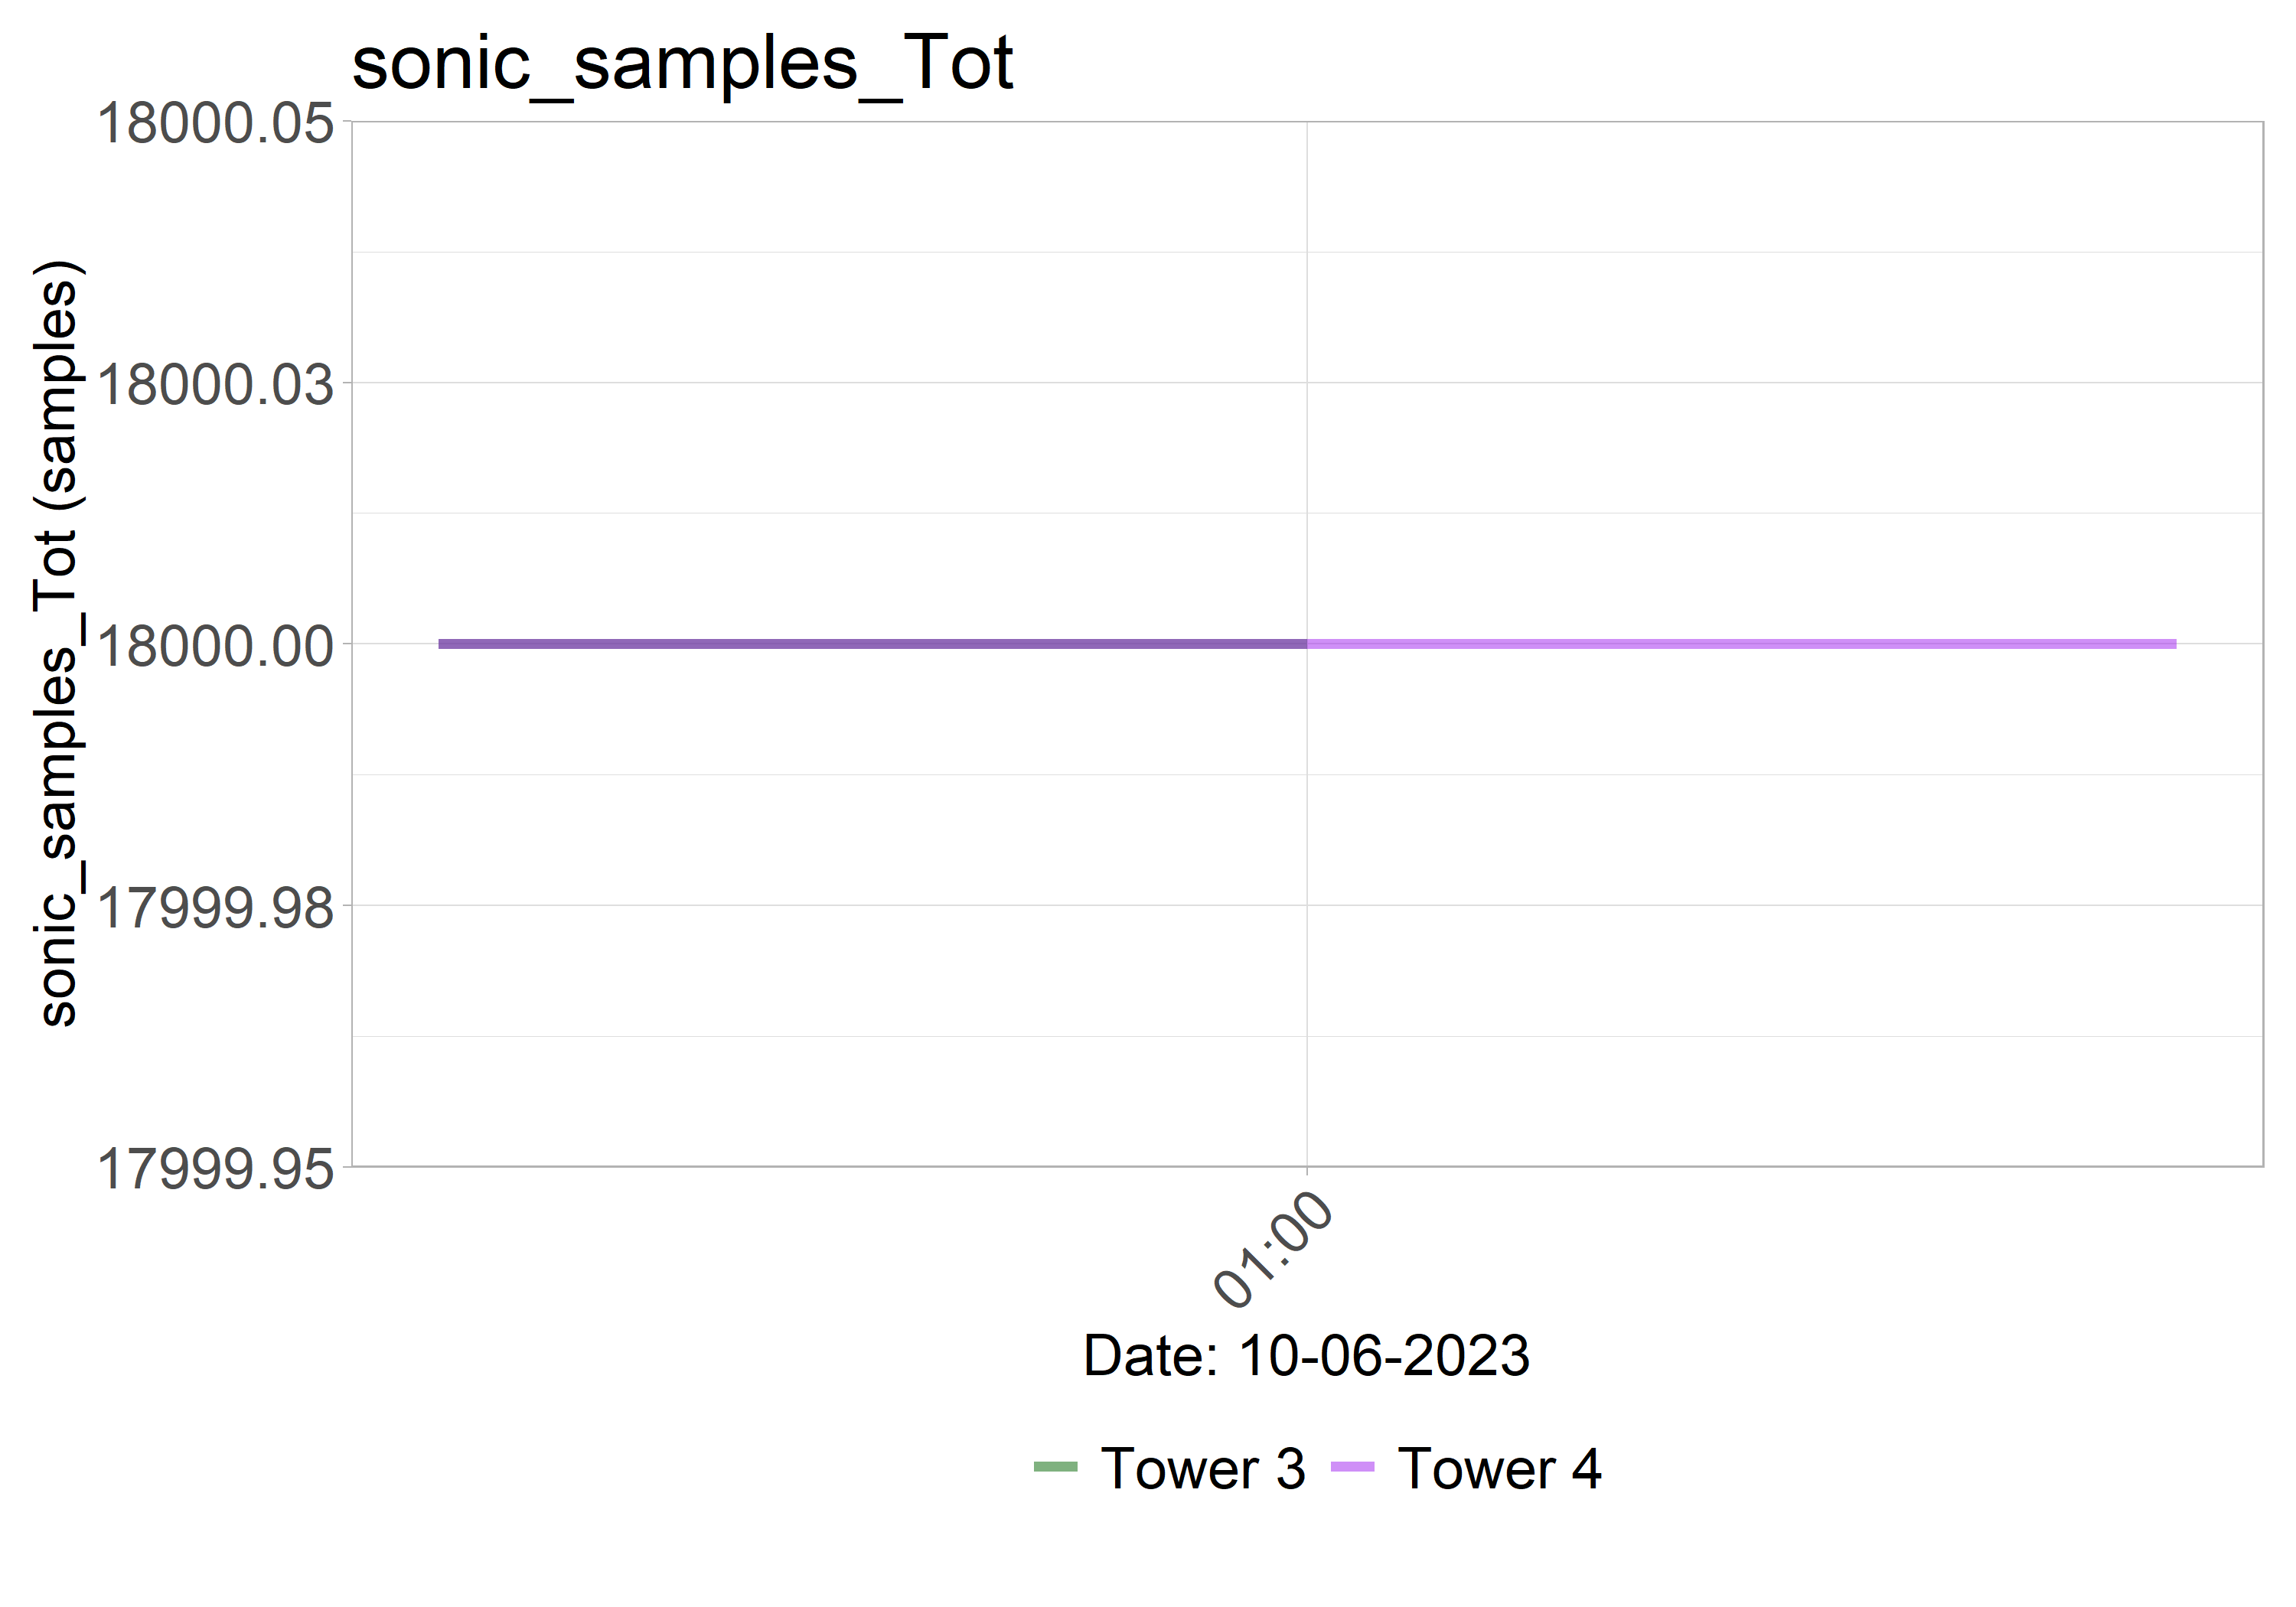 sonic_samples_Tot
sonic_samples_Tot (samples)
18000.05
18000.03
18000.00
17999.98
17999.95
01:00
Date: 10-06-2023
Tower 3 Tower 4